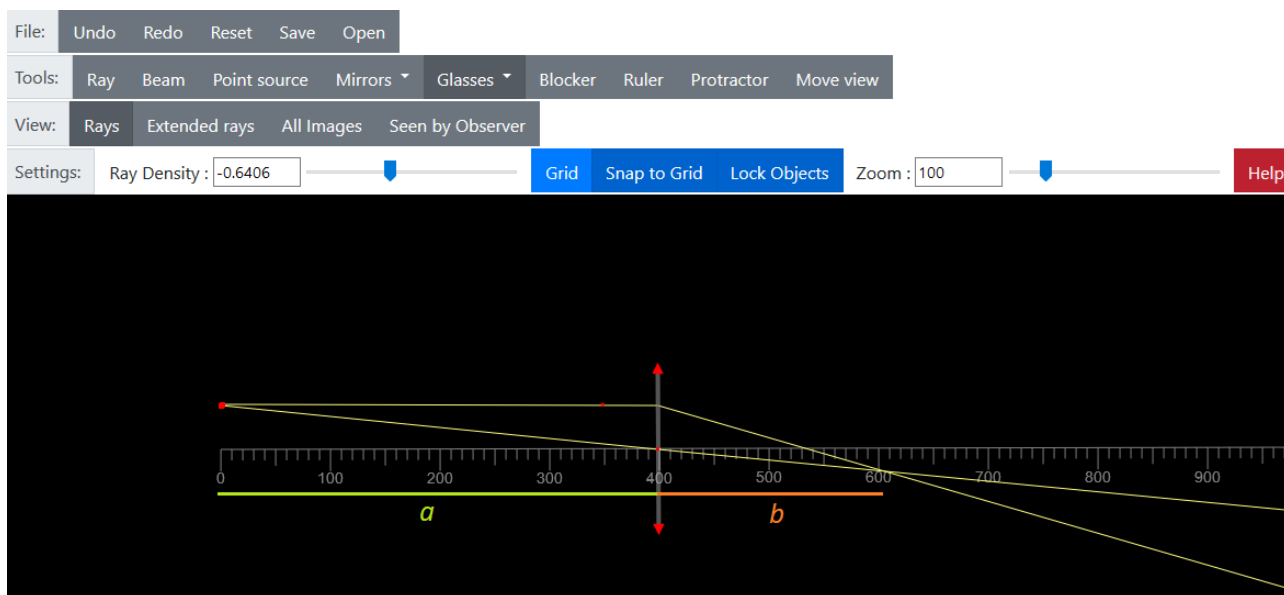 File: Undo Redo Reset Save Open
Tools: Ray Beam Point source Mirrors Glasses Blocker Ruler Protractor Move view
View: Rays Extended rays All Images Seen by Observer
Settings: Ray Density : -0.6406 Grid Snap to Grid Lock Objects Zoom : 100 Help
0 100 200 300 400 500 600 700 800 900
a b